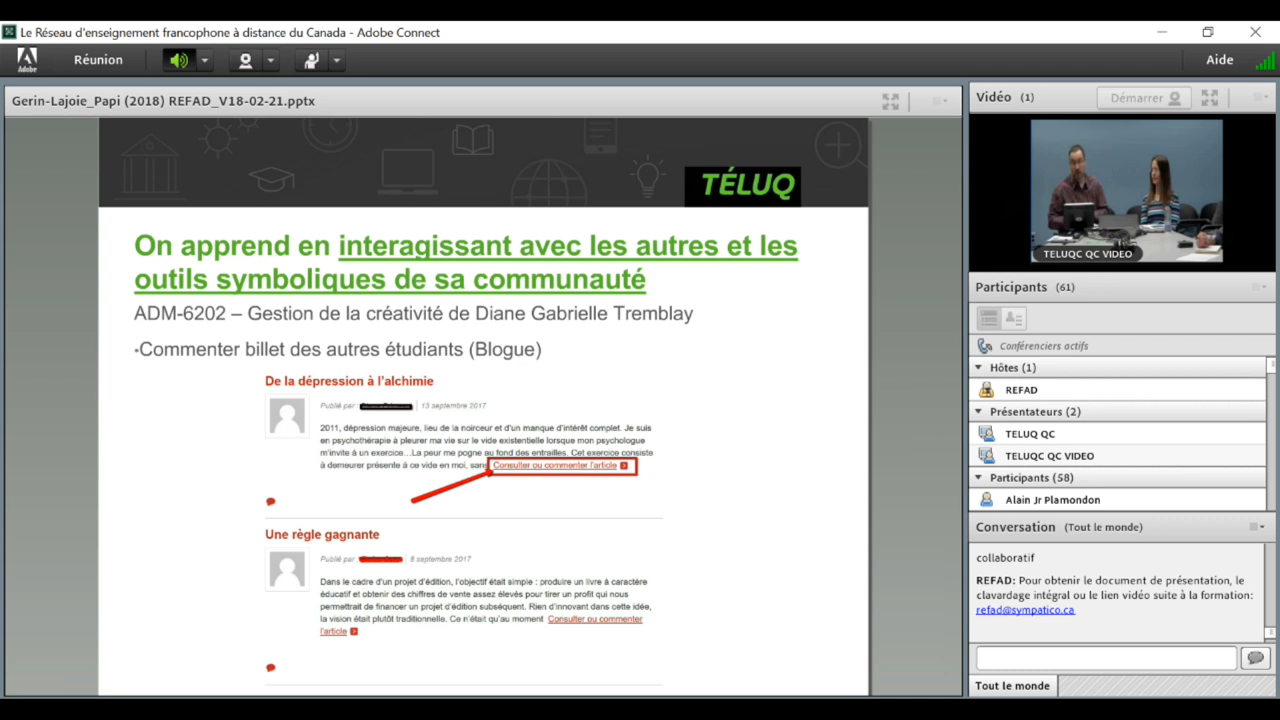 Le Réseau d'enseignement francophone à distance du Canada - Adobe Connect
Adobe
Réunion
Aide
Gerin-Lajoie_Papi (2018) REFAD_V18-02-21.pptx
TÉLUQ
On apprend en interagissant avec les autres et les
outils symboliques de sa communauté
ADM-6202 – Gestion de la créativité de Diane Gabrielle Tremblay
•Commenter billet des autres étudiants (Blogue)
De la dépression à l'alchimie
Publié par | 13 septembre 2017
2011, dépression majeure, lieu de la noirceur et d'un manque d'intérêt complet. Je suis
en psychothérapie à pleurer ma vie sur le vide existentielle lorsque mon psychologue
m'invite à un exercice…La peur me pogne au fond des entrailles. Cet exercice consiste
à demeurer présente à ce vide en moi, sans Consulter ou commenter l'article
Une règle gagnante
Publié par | 8 septembre 2017
Dans le cadre d'un projet d'édition, l'objectif était simple : produire un livre à caractère
éducatif et obtenir des chiffres de vente assez élevés pour tirer un profit qui nous
permettrait de financer un projet d'édition subséquent. Rien d'innovant dans cette idée,
la vision était plutôt traditionnelle. Ce n'était qu'au moment Consulter ou commenter
l'article
Vidéo (1)
Démarrer
TELUQC QC VIDEO
Participants (61)
Conférenciers actifs
Hôtes (1)
REFAD
Présentateurs (2)
TELUQ QC
TELUQC QC VIDEO
Participants (58)
Alain Jr Plamondon
Conversation (Tout le monde)
collaboratif
REFAD: Pour obtenir le document de présentation, le
clavardage intégral ou le lien vidéo suite à la formation:
refad@sympatico.ca
Tout le monde